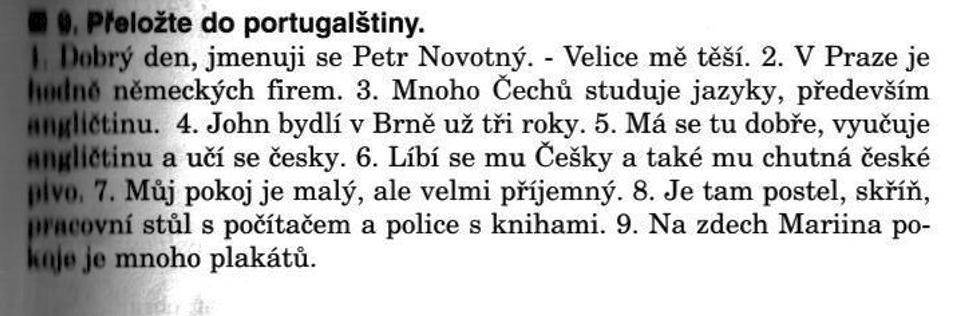 9. Přeložte do portugalštiny.
1. Dobrý den, jmenuji se Petr Novotný. - Velice mě těší. 2. V Praze je
hodně německých firem. 3. Mnoho Čechů studuje jazyky, především
angličtinu. 4. John bydlí v Brně už tři roky. 5. Má se tu dobře, vyučuje
angličtinu a učí se česky. 6. Líbí se mu Češky a také mu chutná české
pivo. 7. Můj pokoj je malý, ale velmi příjemný. 8. Je tam postel, skříň,
pracovní stůl s počítačem a police s knihami. 9. Na zdech Mariina po-
koje je mnoho plakátů.